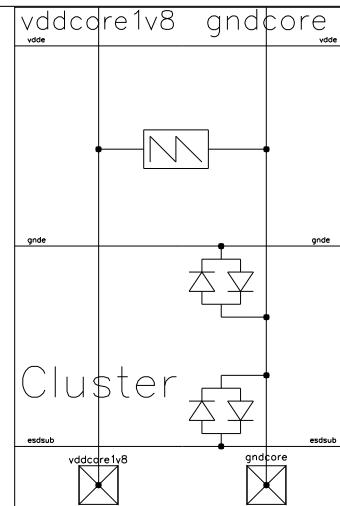 vddcore1v8 gndcore
vdde vdde
gnde gnde
Cluster
esdsub esdsub
vddcore1v8 gndcore